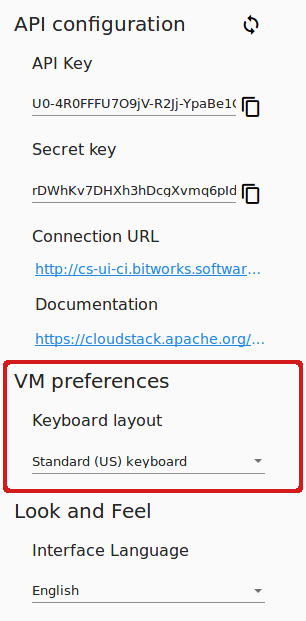 API configuration
API Key
U0-4R0FFFU7O9jV-R2Jj-YpaBe1
Secret key
rDWhKv7DHXh3hDcgXvmq6pId
Connection URL
http://cs-ui-ci.bitworks.softwar...
Documentation
https://cloudstack.apache.org/...
VM preferences
Keyboard layout
Standard (US) keyboard
Look and Feel
Interface Language
English